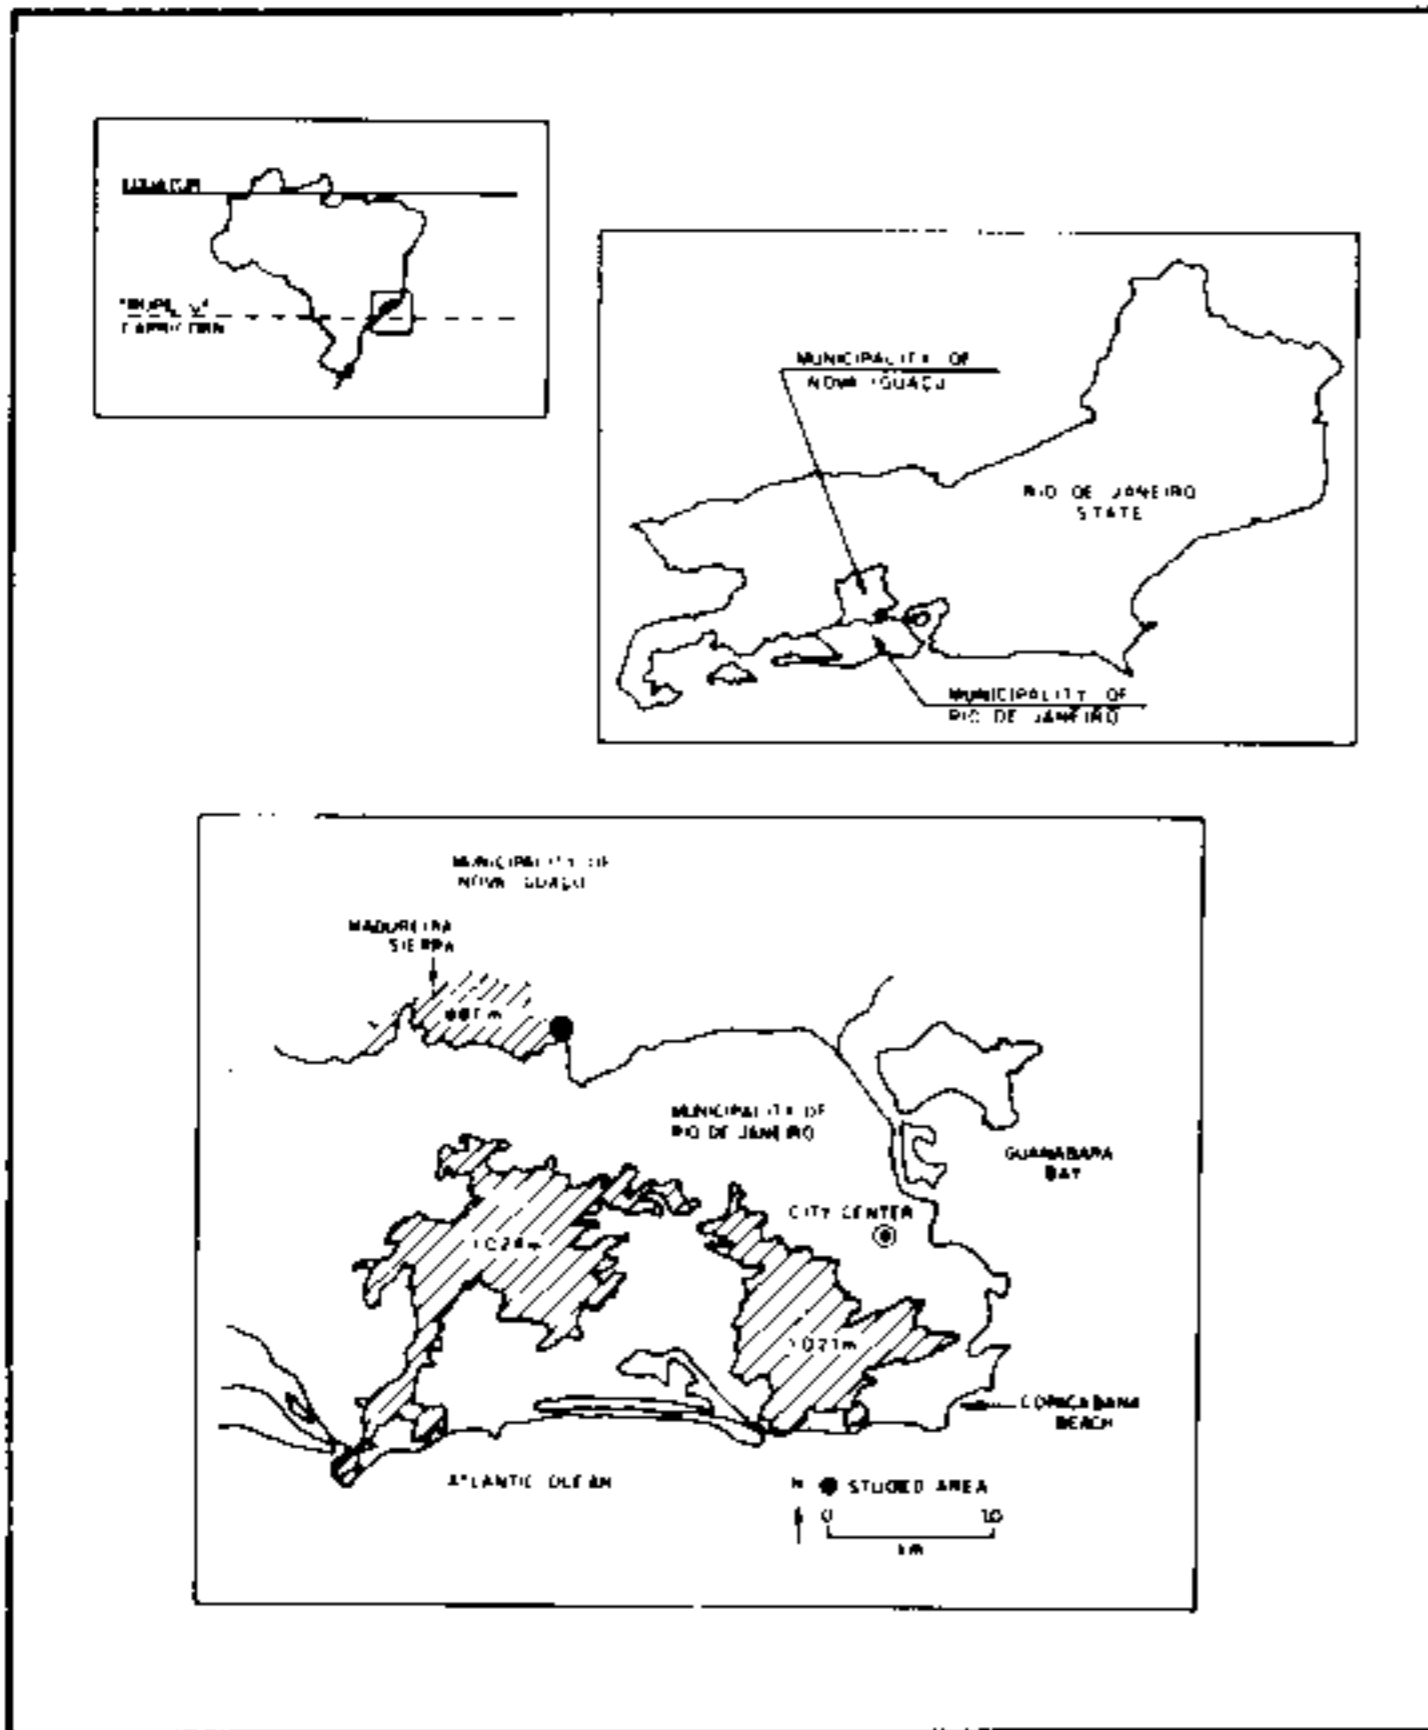 EQUATOR
TROPIC OF
CAPRICORN
MUNICIPALITY OF
NOVA IGUAÇU
RIO DE JANEIRO
STATE
MUNICIPALITY OF
RIO DE JANEIRO
MUNICIPALITY OF
NOVA IGUAÇU
MADUREIRA
SIERRA
MUNICIPALITY OF
RIO DE JANEIRO
GUANABARA
BAY
CITY CENTER
1024m
1021m
COPACABANA
BEACH
ATLANTIC OCEAN
N
STUDIED AREA
0 10
km